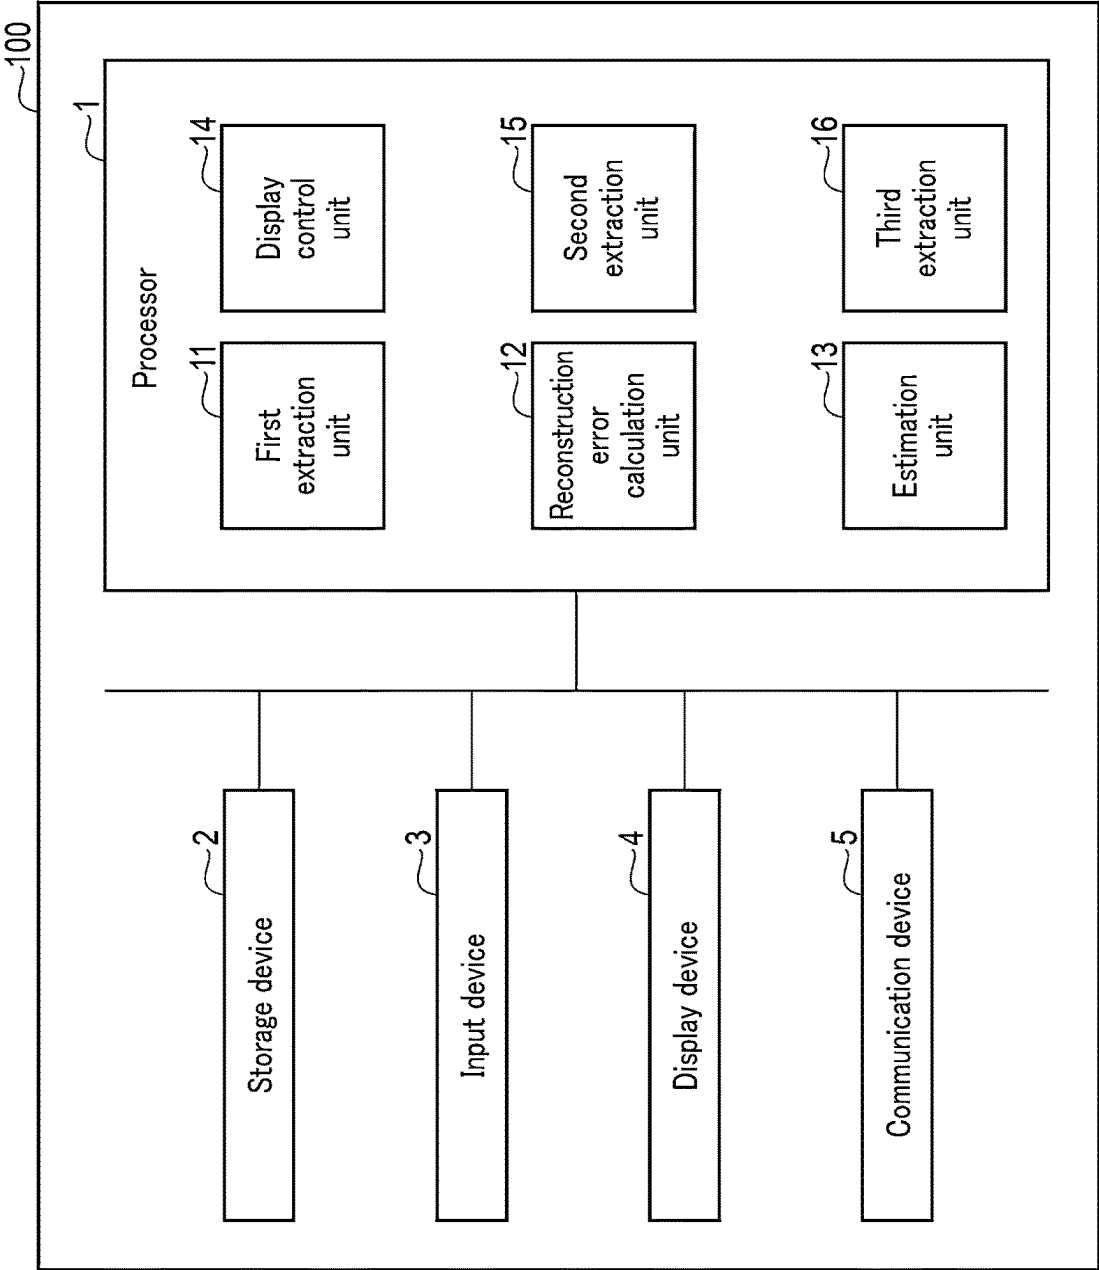 100
1
Processor
11
First
extraction
unit
14
Display
control
unit
12
Reconstruction
error
calculation
unit
15
Second
extraction
unit
13
Estimation
unit
16
Third
extraction
unit
2
Storage device
3
Input device
4
Display device
5
Communication device